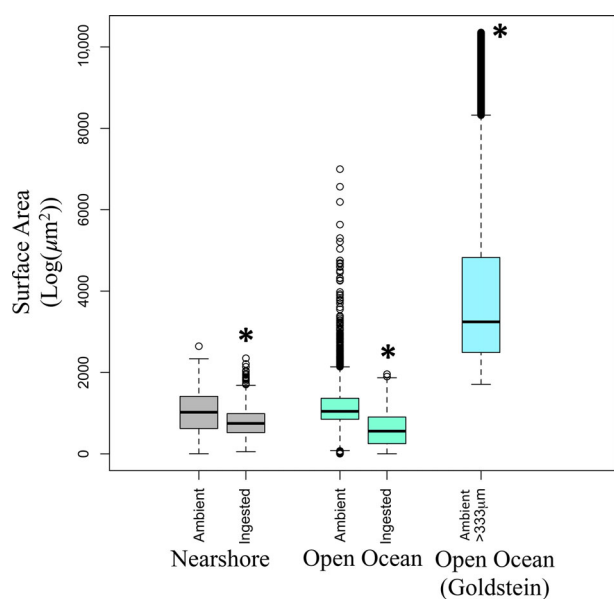 10,000
8000
6000
4000
2000
0
Surface Area
(Log(μm²))
*
*
*
Ambient
Ingested
Ambient
Ingested
Ambient
>333μm
Nearshore
Open Ocean
Open Ocean
(Goldstein)